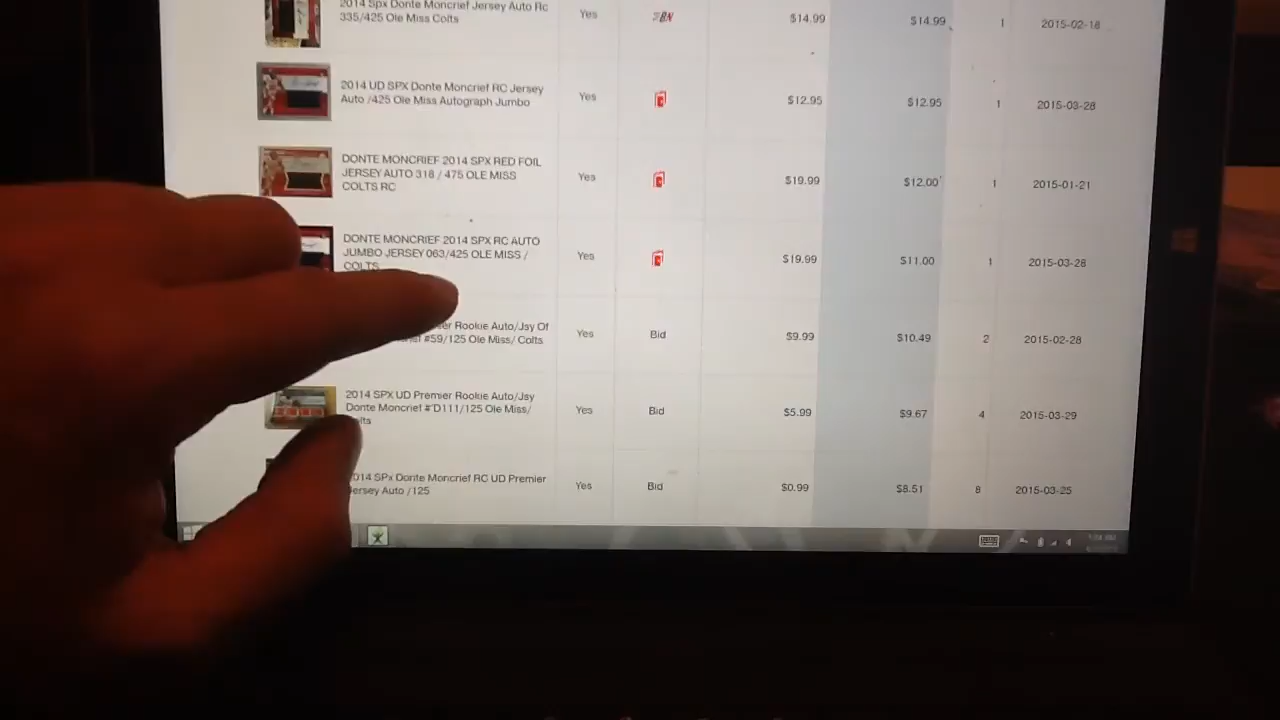 2014 Spx Donte Moncrief Jersey Auto Rc
335/425 Ole Miss Colts
Yes
BN
$14.99
$14.99
1
2015-02-18
2014 UD SPX Donte Moncrief RC Jersey
Auto /425 Ole Miss Autograph Jumbo
Yes
$12.95
$12.95
1
2015-03-28
DONTE MONCRIEF 2014 SPX RED FOIL
JERSEY AUTO 318 / 475 OLE MISS
COLTS RC
Yes
$19.99
$12.00
1
2015-01-21
DONTE MONCRIEF 2014 SPX RC AUTO
JUMBO JERSEY 063/425 OLE MISS /
COLTS
Yes
$19.99
$11.00
1
2015-03-28
Rookie Auto/Jsy Of
#59/125 Ole Miss/ Colts
Yes
Bid
$9.99
$10.49
2
2015-02-28
2014 SPX UD Premier Rookie Auto/Jsy
Donte Moncrief #'D111/125 Ole Miss/
Colts
Yes
Bid
$5.99
$9.67
4
2015-03-29
2014 SPx Donte Moncrief RC UD Premier
Jersey Auto /125
Yes
Bid
$0.99
$8.51
8
2015-03-25